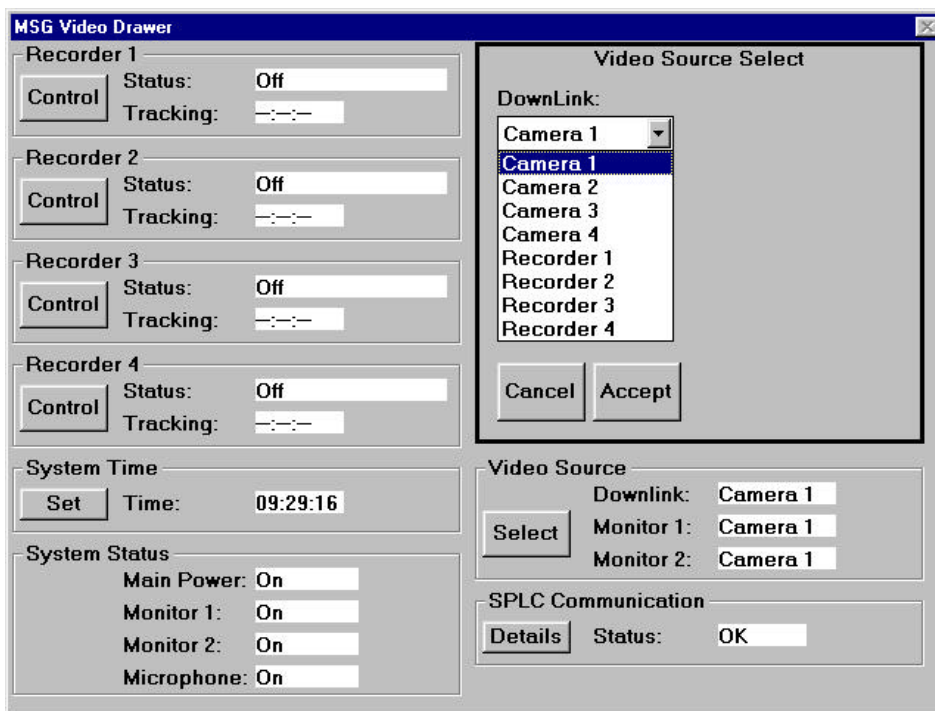 MSG Video Drawer
Recorder 1
Control
Status: Off
Tracking: --:--:--
Recorder 2
Control
Status: Off
Tracking: --:--:--
Recorder 3
Control
Status: Off
Tracking: --:--:--
Recorder 4
Control
Status: Off
Tracking: --:--:--
System Time
Set Time: 09:29:16
System Status
Main Power: On
Monitor 1: On
Monitor 2: On
Microphone: On
Video Source Select
DownLink:
Camera 1
Camera 1
Camera 2
Camera 3
Camera 4
Recorder 1
Recorder 2
Recorder 3
Recorder 4
Cancel Accept
Video Source
Select
Downlink: Camera 1
Monitor 1: Camera 1
Monitor 2: Camera 1
SPLC Communication
Details Status: OK